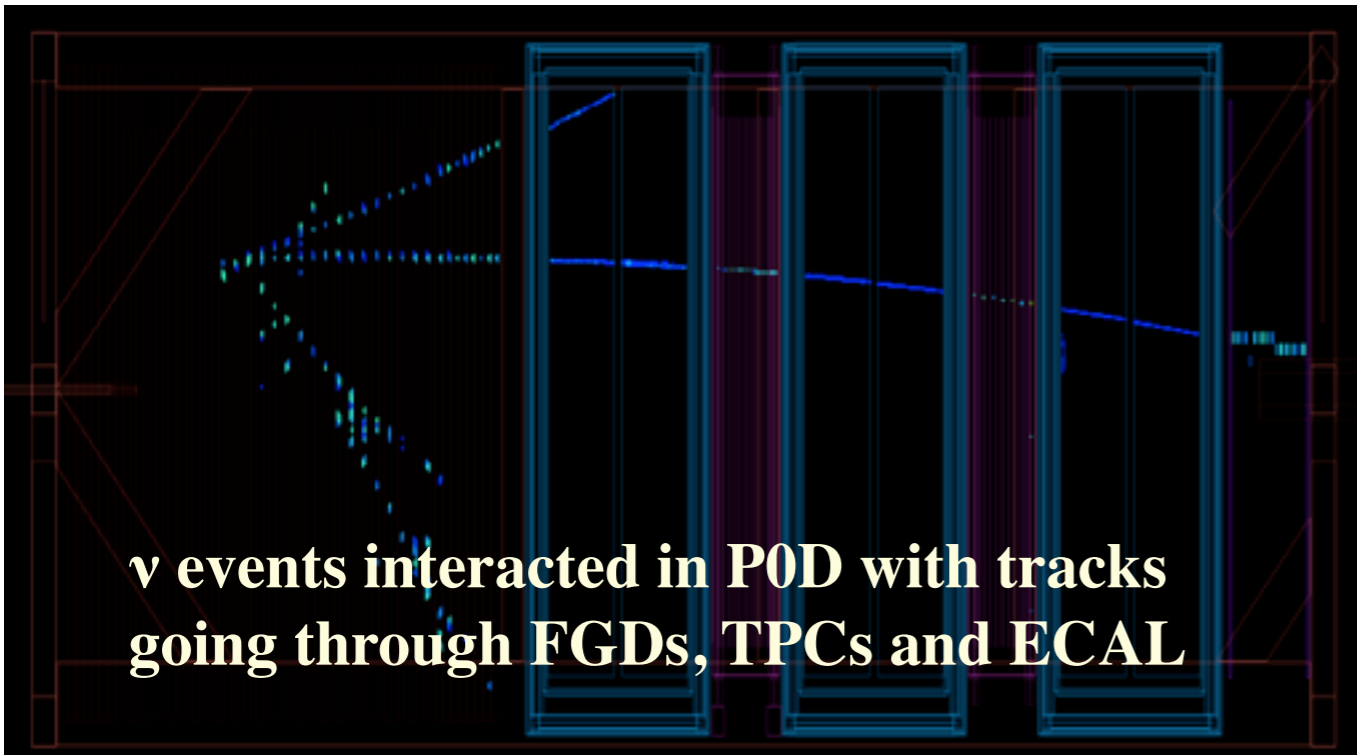 ν events interacted in P0D with tracks
going through FGDs, TPCs and ECAL